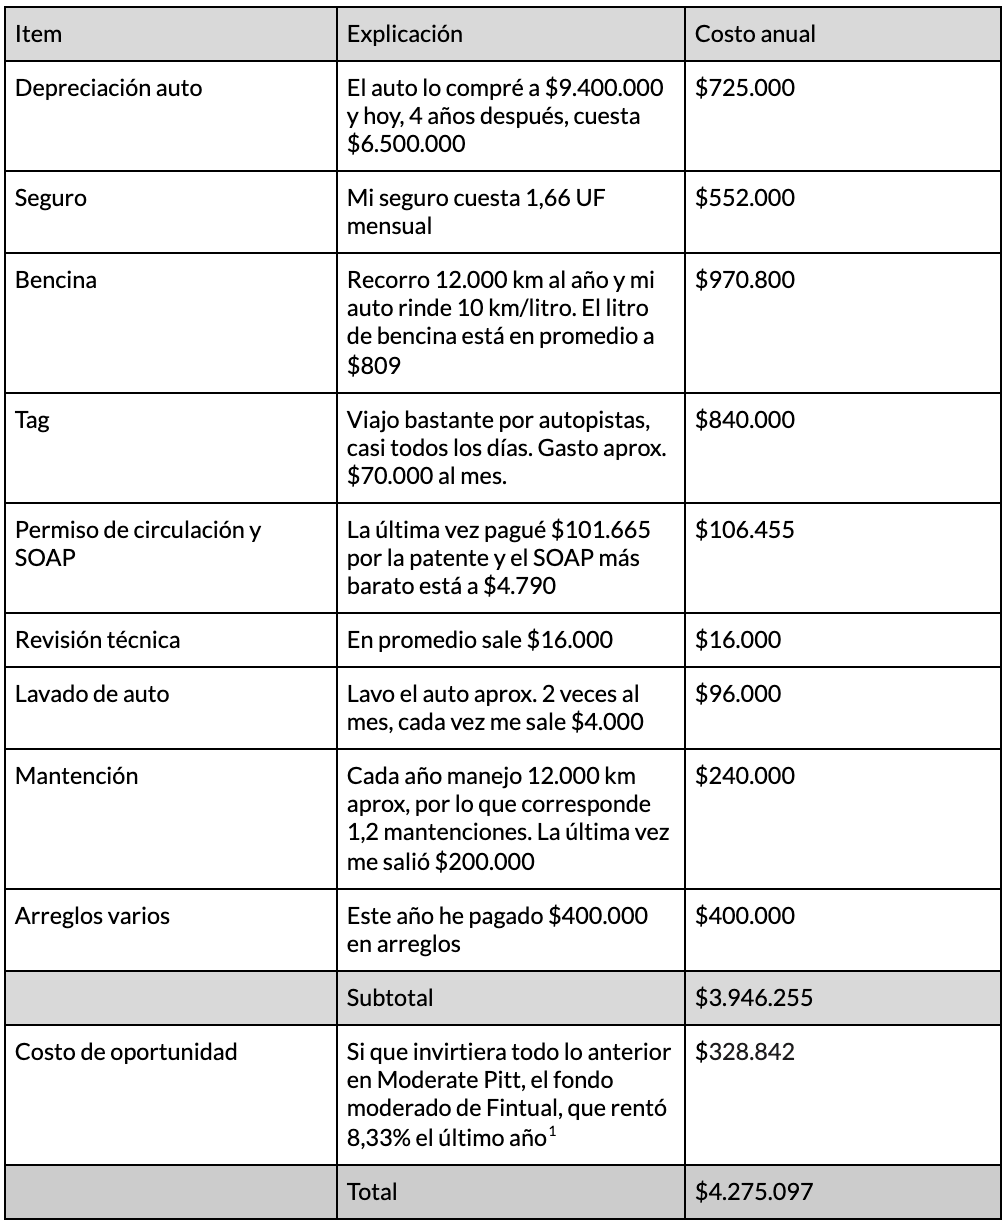 Item
Explicación
Costo anual
Depreciación auto
El auto lo compré a $9.400.000
y hoy, 4 años después, cuesta
$6.500.000
$725.000
Seguro
Mi seguro cuesta 1,66 UF
mensual
$552.000
Bencina
Recorro 12.000 km al año y mi
auto rinde 10 km/litro. El litro
de bencina está en promedio a
$809
$970.800
Tag
Viajo bastante por autopistas,
casi todos los días. Gasto aprox.
$70.000 al mes.
$840.000
Permiso de circulación y
SOAP
La última vez pagué $101.665
por la patente y el SOAP más
barato está a $4.790
$106.455
Revisión técnica
En promedio sale $16.000
$16.000
Lavado de auto
Lavo el auto aprox. 2 veces al
mes, cada vez me sale $4.000
$96.000
Mantención
Cada año manejo 12.000 km
aprox, por lo que corresponde
1,2 mantenciones. La última vez
me salió $200.000
$240.000
Arreglos varios
Este año he pagado $400.000
en arreglos
$400.000
Subtotal
$3.946.255
Costo de oportunidad
Si que invirtiera todo lo anterior
en Moderate Pitt, el fondo
moderado de Fintual, que rentó
8,33% el último año¹
$328.842
Total
$4.275.097